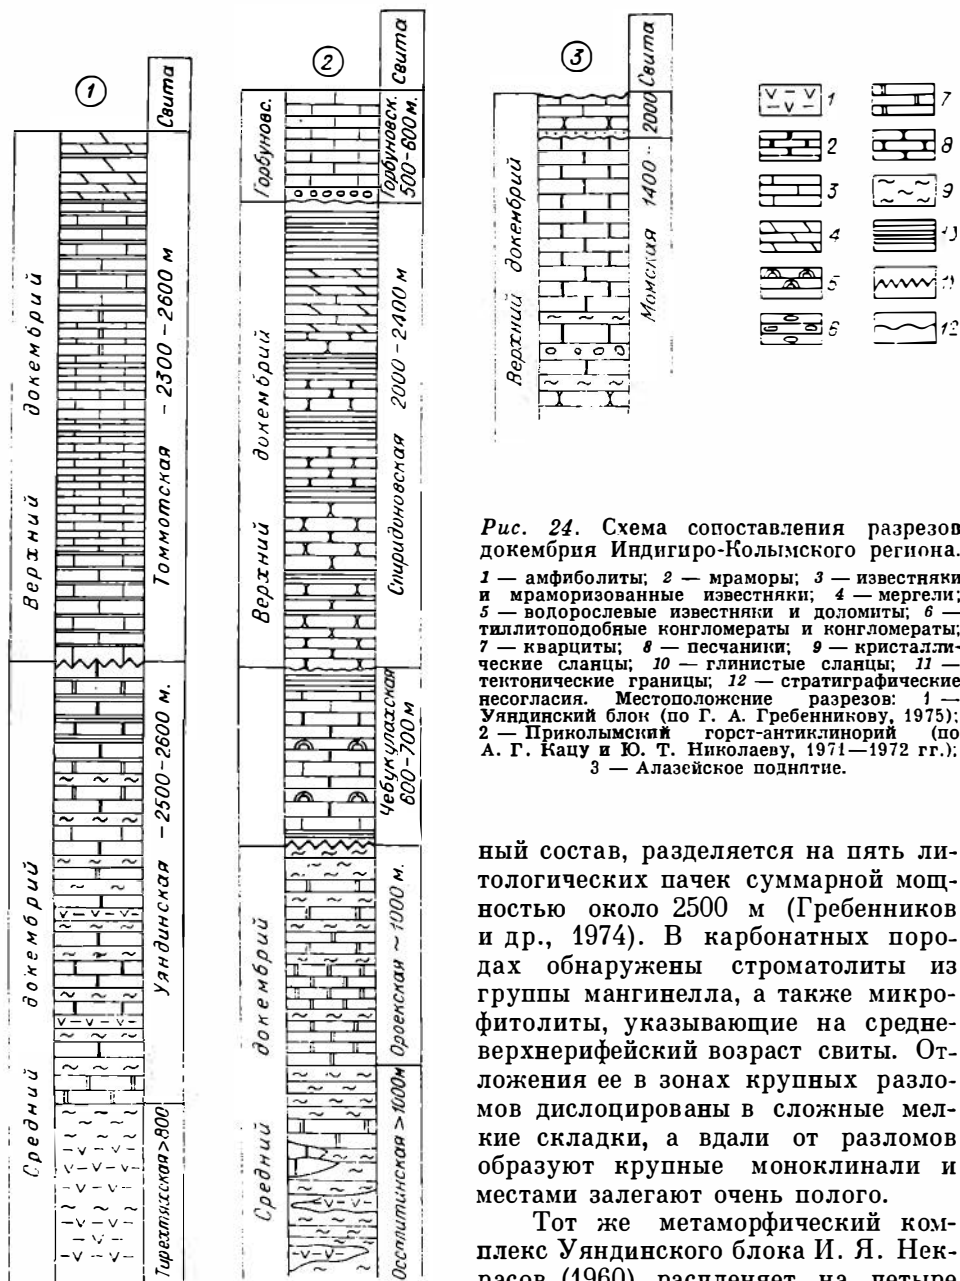 1
Свита
Верхний докембрий
Томмотская - 2300 - 2600 м
Средний докембрий
Уяндинская - 2500-2600 м.
Тирехтяхская >800
2
Свита
Горбуновс.
Горбуновск. 500-600 м.
Верхний докембрий
Спиридоновская 2000-2400 м
Чебукулахская 600-700 м
Средний докембрий
Ороекская ~ 1000 м.
Оссплитинская > 1000 м
3
Свита
Верхний докембрий
Момская 1400 - 2000
1
2
3
4
5
6
7
8
9
10
11
12
Рис. 24. Схема сопоставления разрезов
докембрия Индигиро-Колымского региона.
1 — амфиболиты; 2 — мраморы; 3 — известняки
и мраморизованные известняки; 4 — мергели;
5 — водорослевые известняки и доломиты; 6 —
тиллитоподобные конгломераты и конгломераты;
7 — кварциты; 8 — песчаники; 9 — кристалли-
ческие сланцы; 10 — глинистые сланцы; 11 —
тектонические границы; 12 — стратиграфические
несогласия. Местоположение разрезов: 1 —
Уяндинский блок (по Г. А. Гребенникову, 1975);
2 — Приколымский горст-антиклинорий (по
А. Г. Кацу и Ю. Т. Николаеву, 1971—1972 гг.);
3 — Алазейское поднятие.
ный состав, разделяется на пять ли-
тологических пачек суммарной мощ-
ностью около 2500 м (Гребенников
и др., 1974). В карбонатных поро-
дах обнаружены строматолиты из
группы мангинелла, а также микро-
фитолиты, указывающие на средне-
верхнерифейский возраст свиты. От-
ложения ее в зонах крупных разло-
мов дислоцированы в сложные мел-
кие складки, а вдали от разломов
образуют крупные моноклинали и
местами залегают очень полого.
Тот же метаморфический ком-
плекс Уяндинского блока И. Я. Нек-
расов (1960) расчленяет на четыре